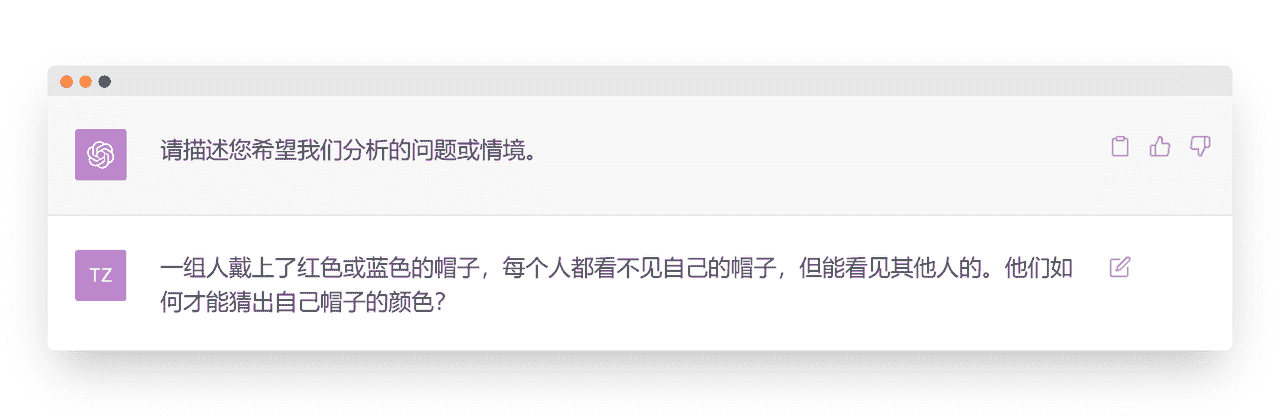 请描述您希望我们分析的问题或情境。
TZ
一组人戴上了红色或蓝色的帽子，每个人都看不见自己的帽子，但能看见其他人的。他们如
何才能猜出自己帽子的颜色？